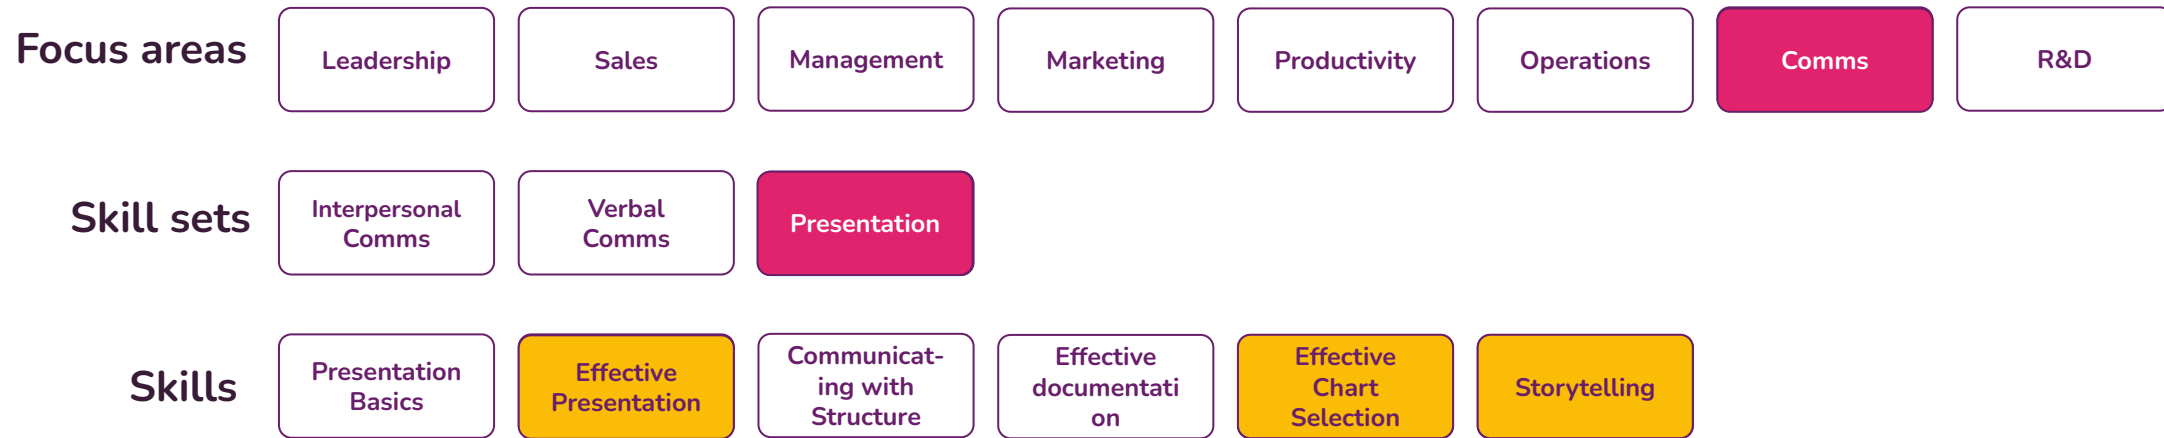 Focus areas
Leadership
Sales
Management
Marketing
Productivity
Operations
Comms
R&D
Skill sets
Interpersonal
Comms
Verbal
Comms
Presentation
Skills
Presentation
Basics
Effective
Presentation
Communicat-
ing with
Structure
Effective
documentati
on
Effective
Chart
Selection
Storytelling